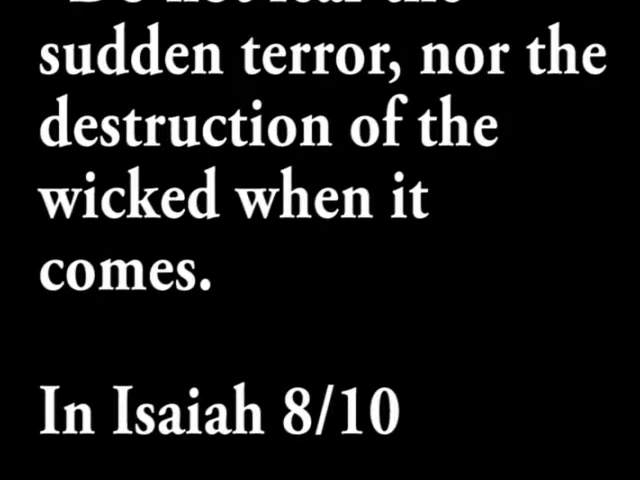 sudden terror, nor the
destruction of the
wicked when it
comes.
In Isaiah 8/10